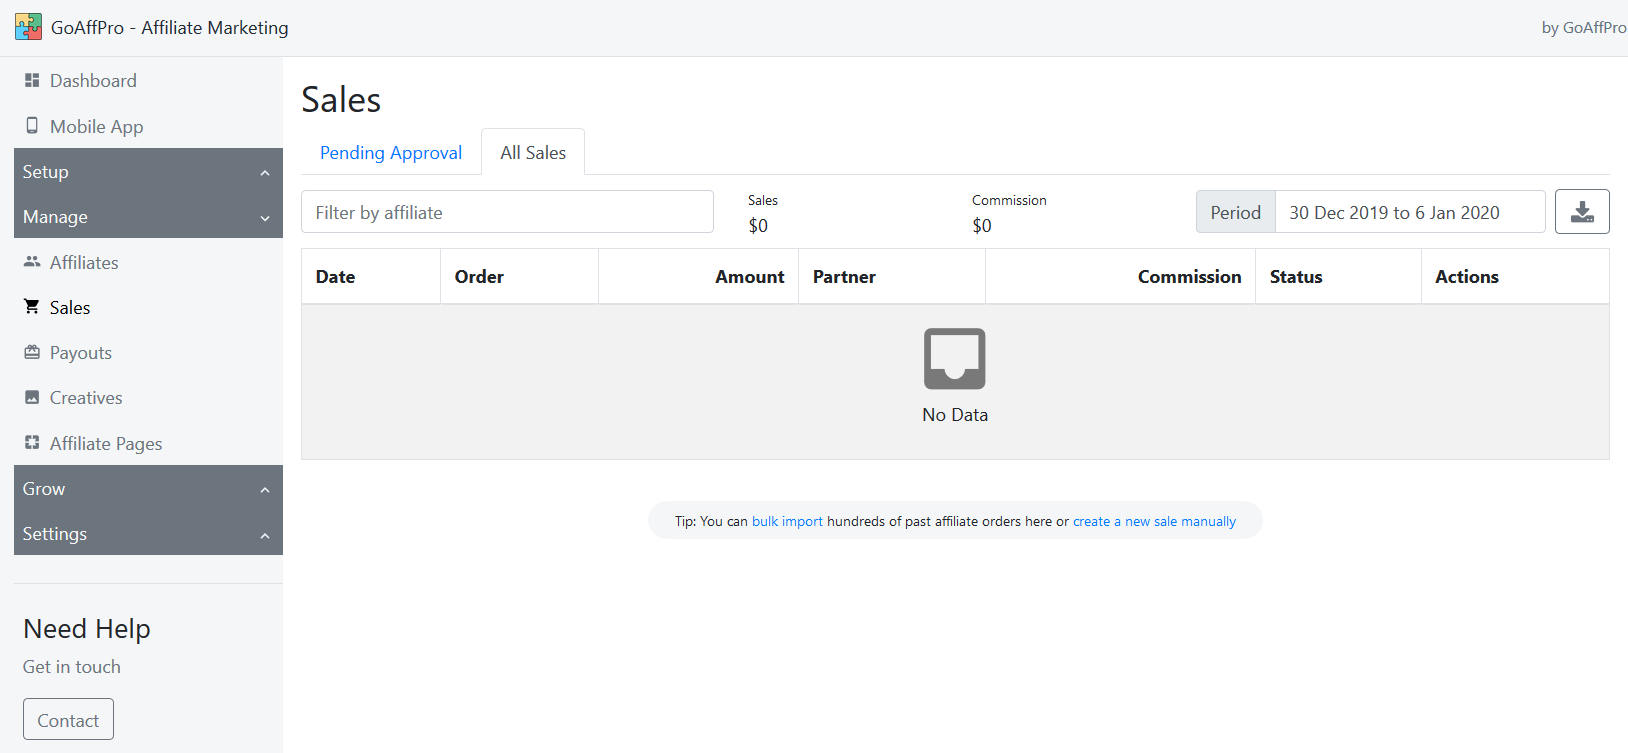 GoAffPro - Affiliate Marketing
by GoAffPro
Dashboard
Mobile App
Setup
Manage
Affiliates
Sales
Payouts
Creatives
Affiliate Pages
Grow
Settings
Need Help
Get in touch
Contact
Sales
Pending Approval
All Sales
Filter by affiliate
Sales
$0
Commission
$0
Period
30 Dec 2019 to 6 Jan 2020
Date
Order
Amount
Partner
Commission
Status
Actions
No Data
Tip: You can bulk import hundreds of past affiliate orders here or create a new sale manually